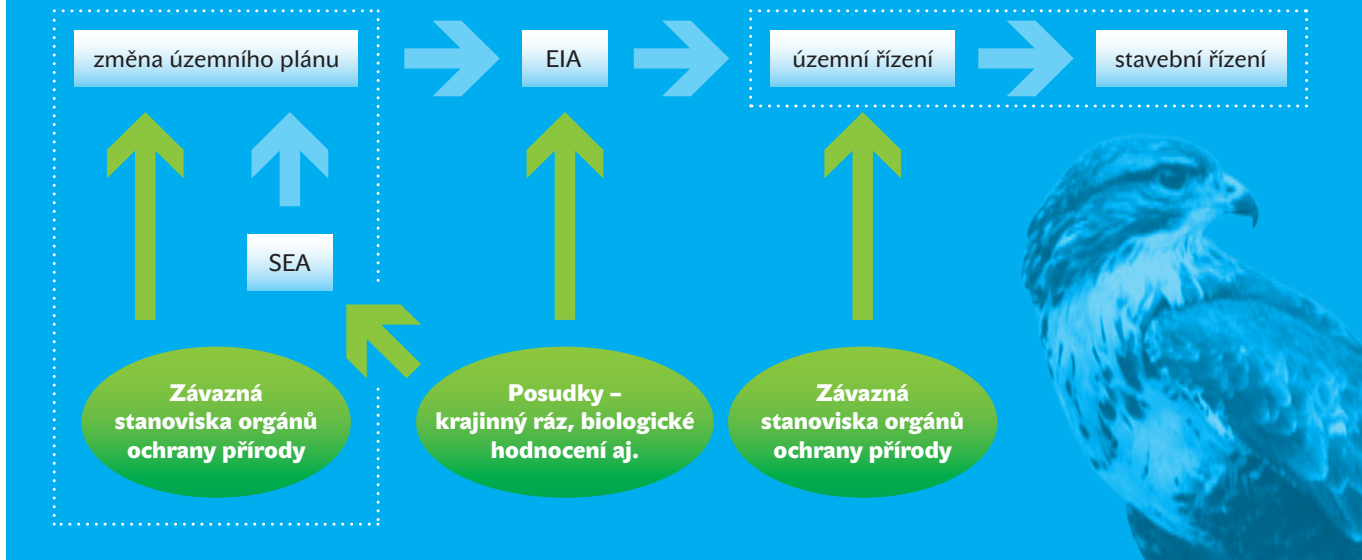 změna územního plánu
EIA
územní řízení
stavební řízení
SEA
Závazná
stanoviska orgánů
ochrany přírody
Posudky –
krajinný ráz, biologické
hodnocení aj.
Závazná
stanoviska orgánů
ochrany přírody